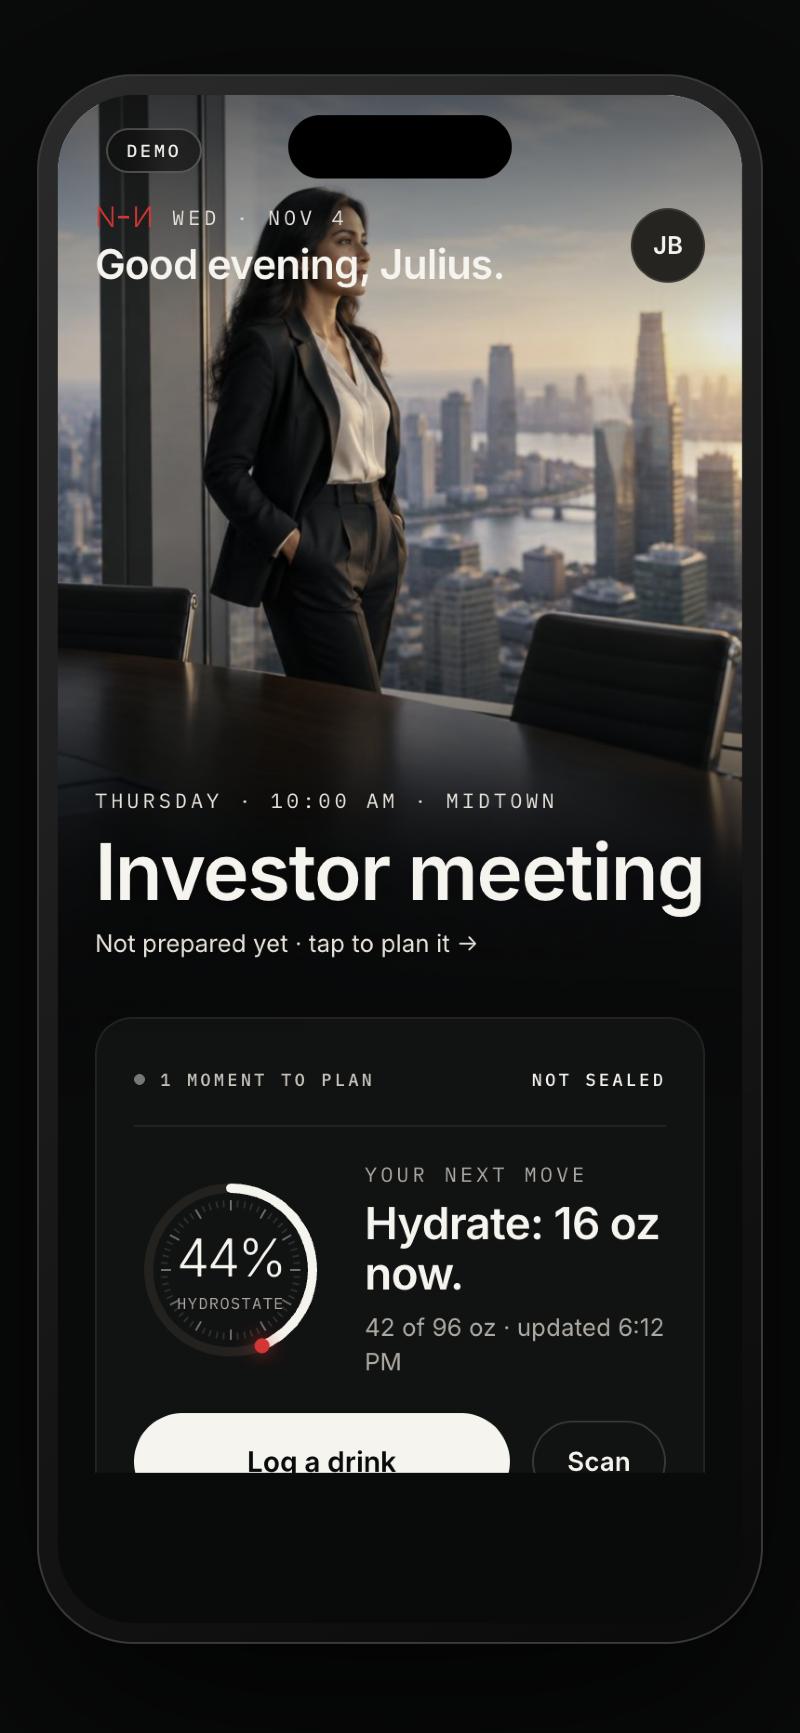 DEMO
N–N WED · NOV 4
Good evening, Julius.
JB
THURSDAY · 10:00 AM · MIDTOWN
Investor meeting
Not prepared yet · tap to plan it →
1 MOMENT TO PLAN
NOT SEALED
44%
HYDROSTATE
YOUR NEXT MOVE
Hydrate: 16 oz
now.
42 of 96 oz · updated 6:12
PM
Log a drink
Scan